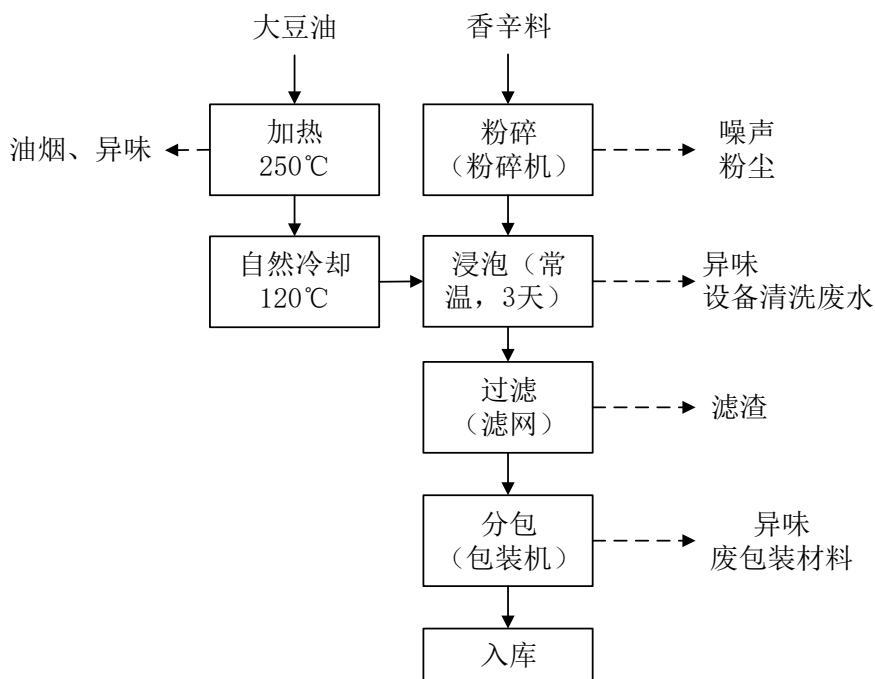 大豆油
香辛料
加热
250℃
油烟、异味
粉碎
（粉碎机）
噪声
粉尘
自然冷却
120℃
浸泡（常
温，3天）
异味
设备清洗废水
过滤
（滤网）
滤渣
分包
（包装机）
异味
废包装材料
入库